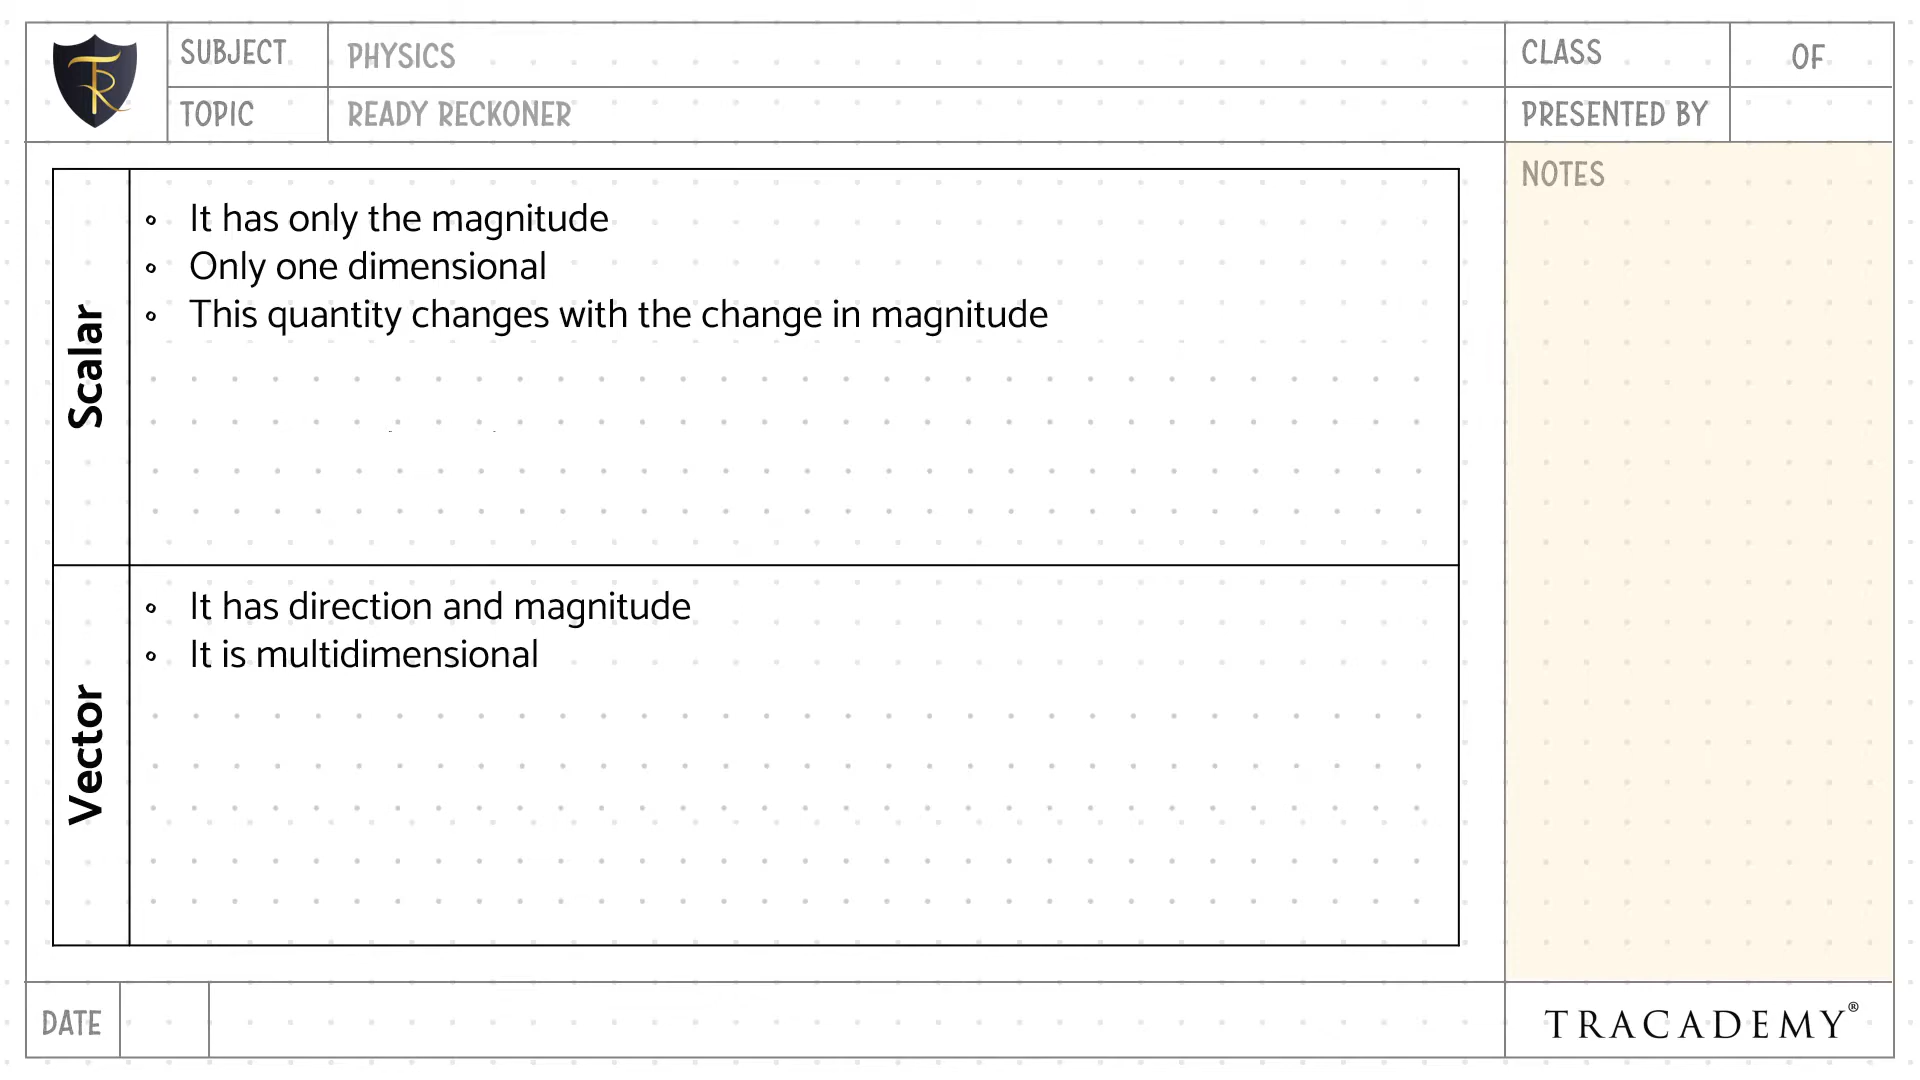 SUBJECT PHYSICS CLASS OF
TOPIC READY RECKONER PRESENTED BY
NOTES
Scalar
It has only the magnitude
Only one dimensional
This quantity changes with the change in magnitude
Vector
It has direction and magnitude
It is multidimensional
DATE
TRACADEMY®